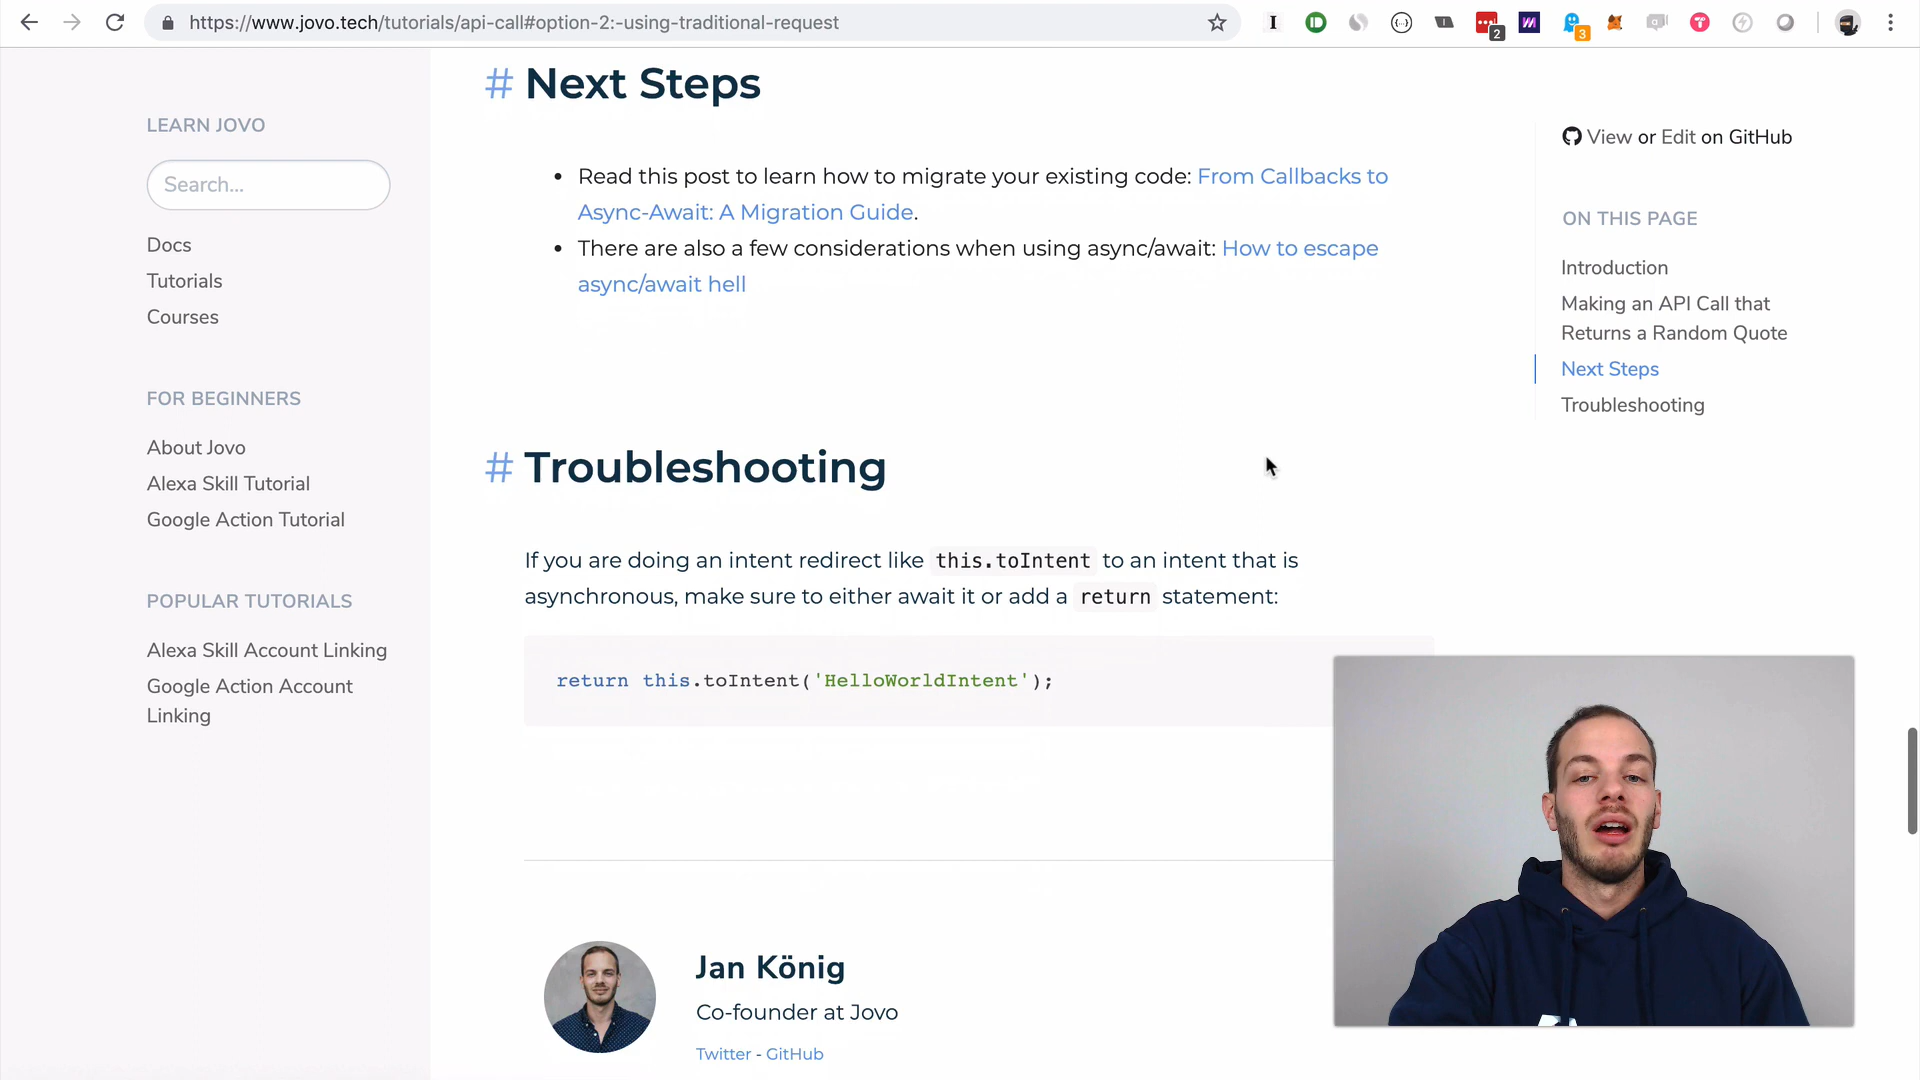 https://www.jovo.tech/tutorials/api-call#option-2:-using-traditional-request
2
3
LEARN JOVO
Search...
Docs
Tutorials
Courses
FOR BEGINNERS
About Jovo
Alexa Skill Tutorial
Google Action Tutorial
POPULAR TUTORIALS
Alexa Skill Account Linking
Google Action Account
Linking
# Next Steps
• Read this post to learn how to migrate your existing code: From Callbacks to
Async-Await: A Migration Guide.
• There are also a few considerations when using async/await: How to escape
async/await hell
# Troubleshooting
If you are doing an intent redirect like this.toIntent to an intent that is
asynchronous, make sure to either await it or add a return statement:
return this.toIntent('HelloWorldIntent');
Jan König
Co-founder at Jovo
Twitter - GitHub
View or Edit on GitHub
ON THIS PAGE
Introduction
Making an API Call that
Returns a Random Quote
Next Steps
Troubleshooting